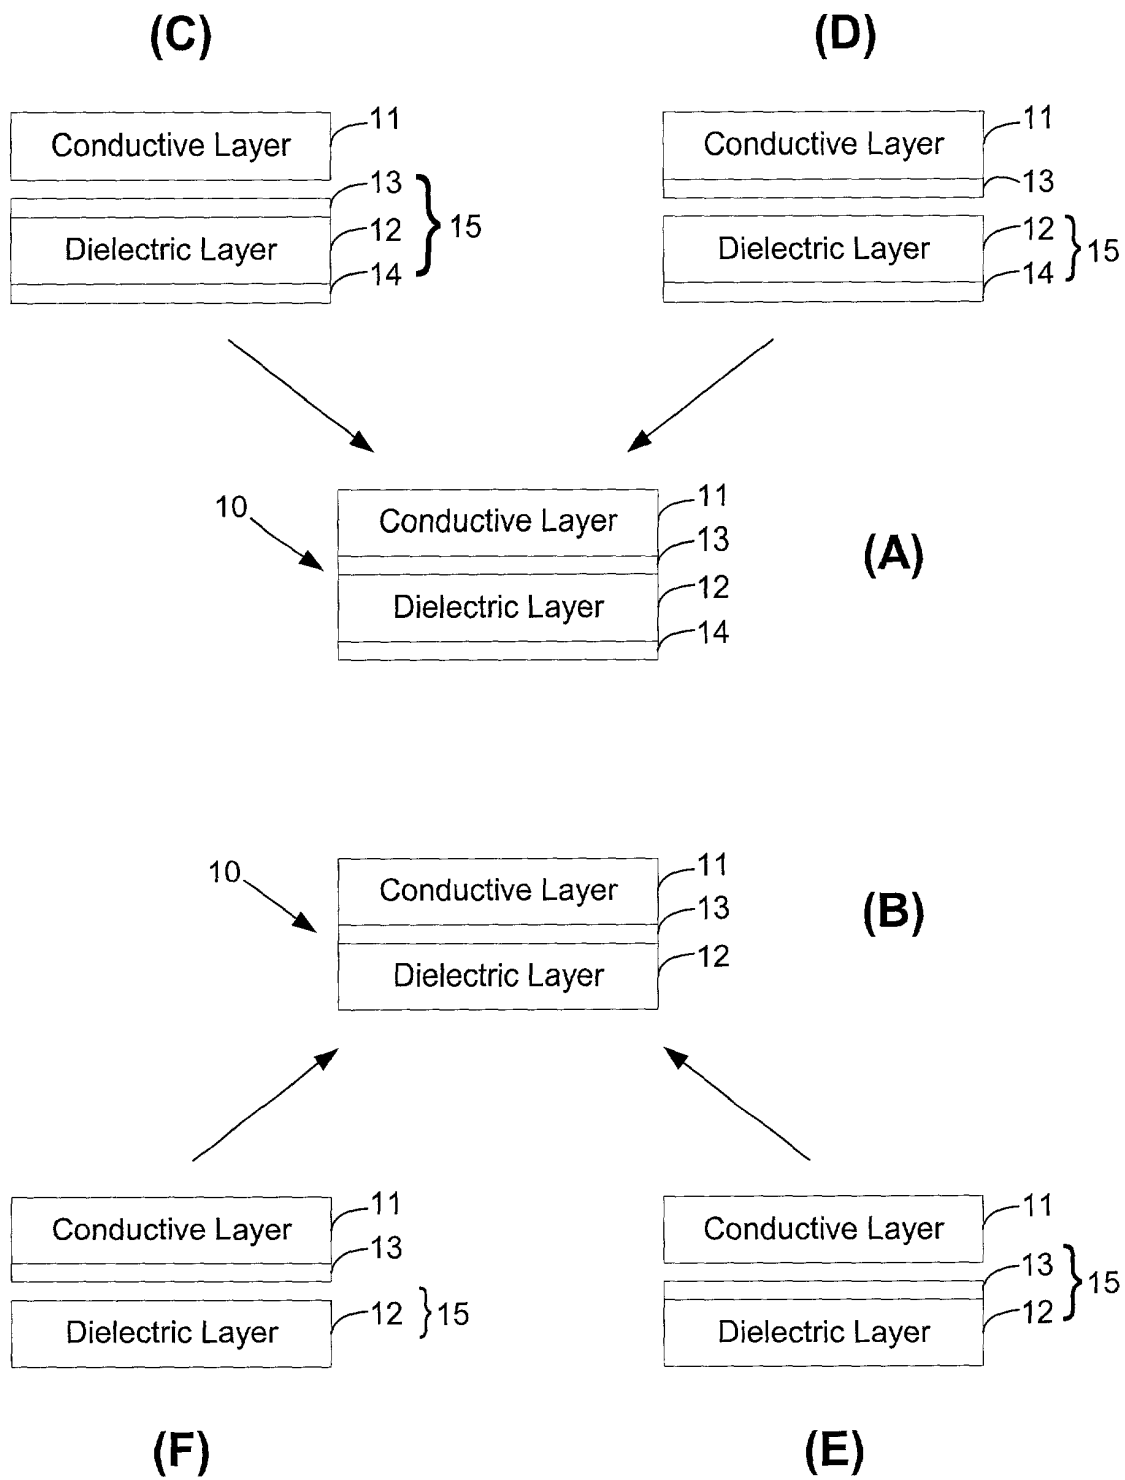 (C)
(D)
Conductive Layer
11
13
Dielectric Layer
12
14
15
Conductive Layer
11
13
Dielectric Layer
12
14
15
10
Conductive Layer
11
13
Dielectric Layer
12
14
(A)
10
Conductive Layer
11
13
Dielectric Layer
12
(B)
Conductive Layer
11
13
Dielectric Layer
12
15
Conductive Layer
11
13
Dielectric Layer
12
15
(F)
(E)